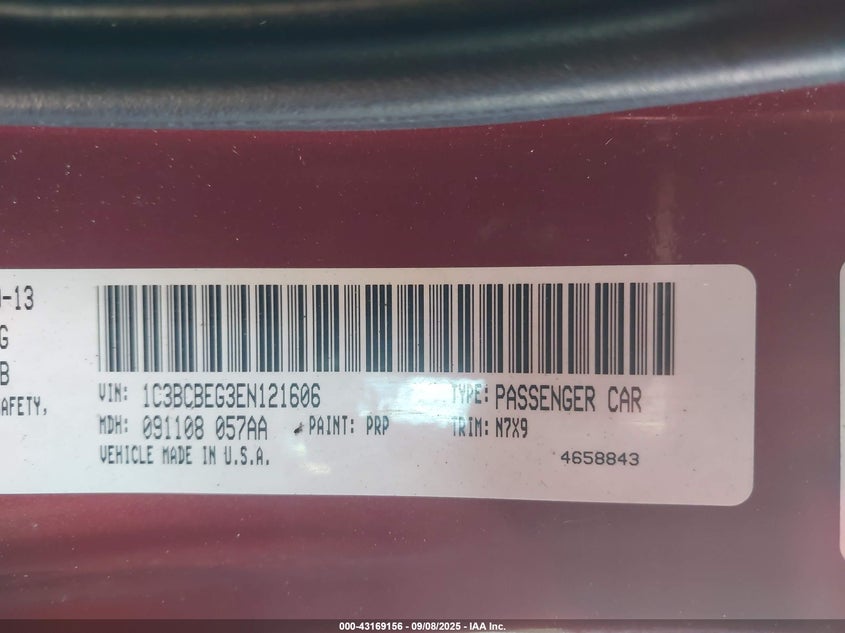 -13
G
B
AFETY,
VIN: 1C3BCBEG3EN121606
TYPE: PASSENGER CAR
MDH: 091108 057AA
PAINT: PRP
TRIM: N7X9
VEHICLE MADE IN U.S.A.
4658843
000-43169156 - 09/08/2025 - IAA Inc.